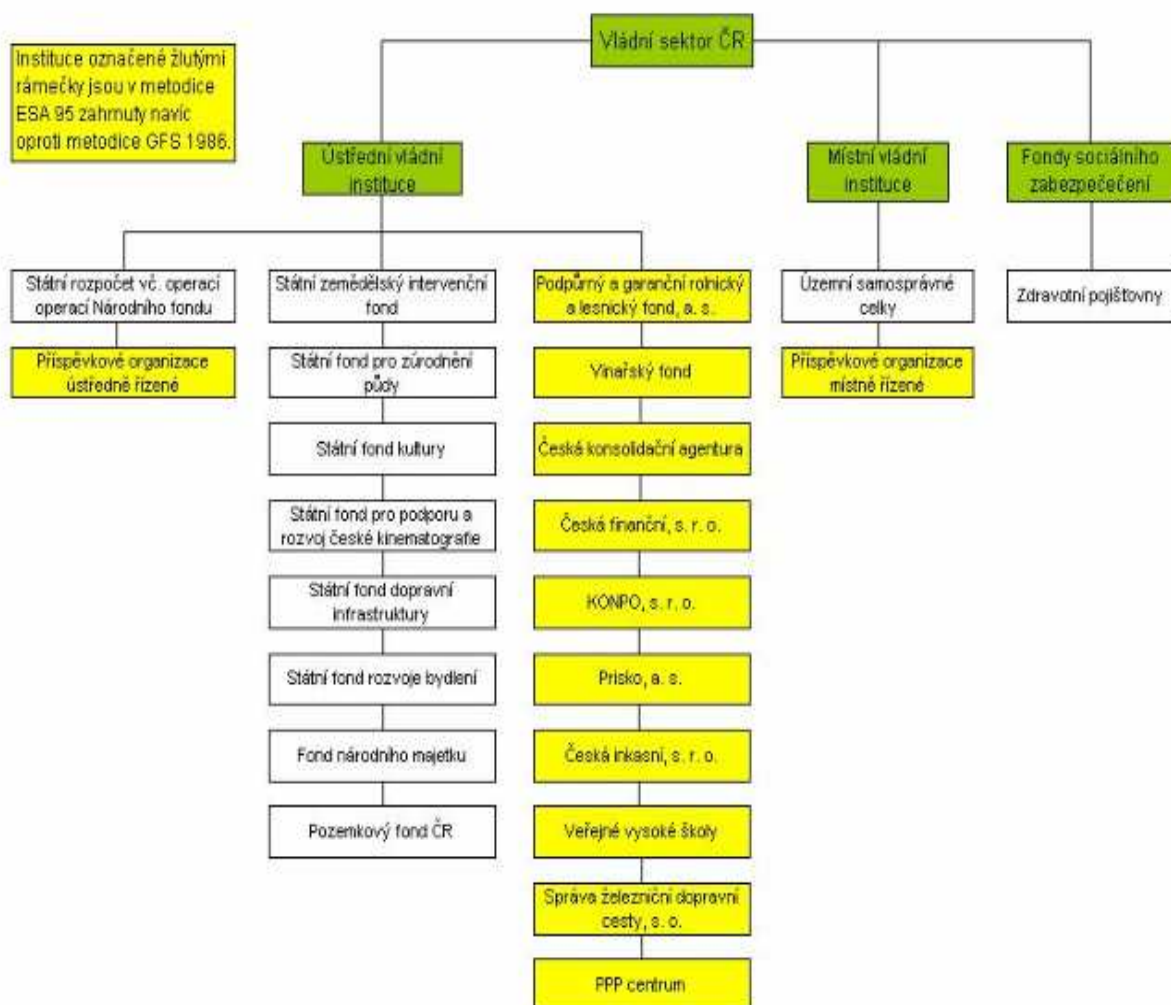 Vládní sektor ČR
Instituce označené žlutými
rámečky jsou v metodice
ESA 95 zahrnuty navíc
oproti metodice GFS 1986.
Ústřední vládní
instituce
Místní vládní
instituce
Fondy sociálního
zabezpečečení
Státní rozpočet vč. operací
operací Národního fondu
Příspěvkové organizace
ústředně řízené
Státní zemědělský intervenční
fond
Státní fond pro zúrodnění
půdy
Státní fond kultury
Státní fond pro podporu a
rozvoj české kinematografie
Státní fond dopravní
infrastruktury
Státní fond rozvoje bydlení
Fond národního majetku
Pozemkový fond ČR
Podpůrný a garanční rolnický
a lesnický fond, a. s.
Vinařský fond
Česká konsolidační agentura
Česká finanční, s. r. o.
KONPO, s. r. o.
Prisko, a. s.
Česká inkasní, s. r. o.
Veřejné vysoké školy
Správa železniční dopravní
cesty, s. o.
PPP centrum
Územní samosprávné
celky
Příspěvkové organizace
místně řízené
Zdravotní pojišťovny